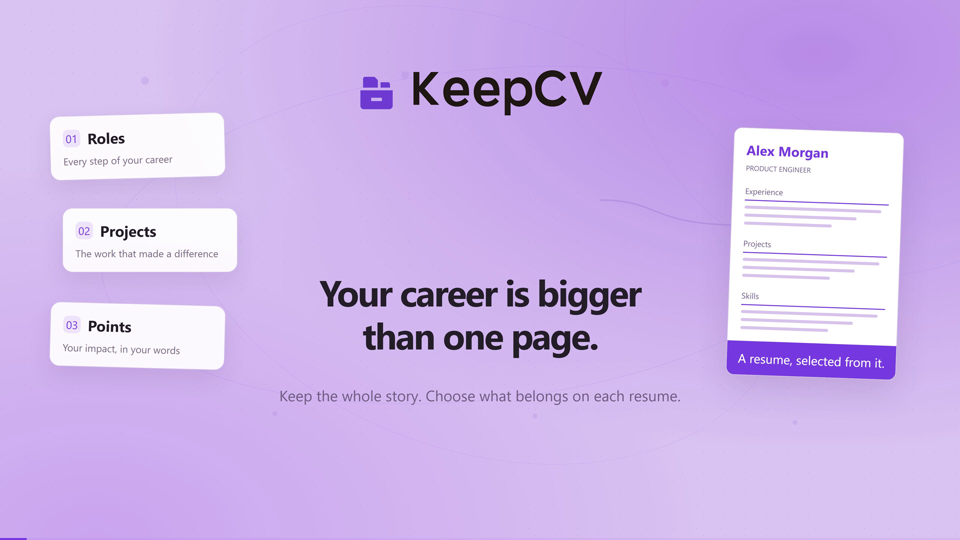 KeepCV
01 Roles
Every step of your career
02 Projects
The work that made a difference
03 Points
Your impact, in your words
Your career is bigger
than one page.
Keep the whole story. Choose what belongs on each resume.
Alex Morgan
PRODUCT ENGINEER
Experience
Projects
Skills
A resume, selected from it.